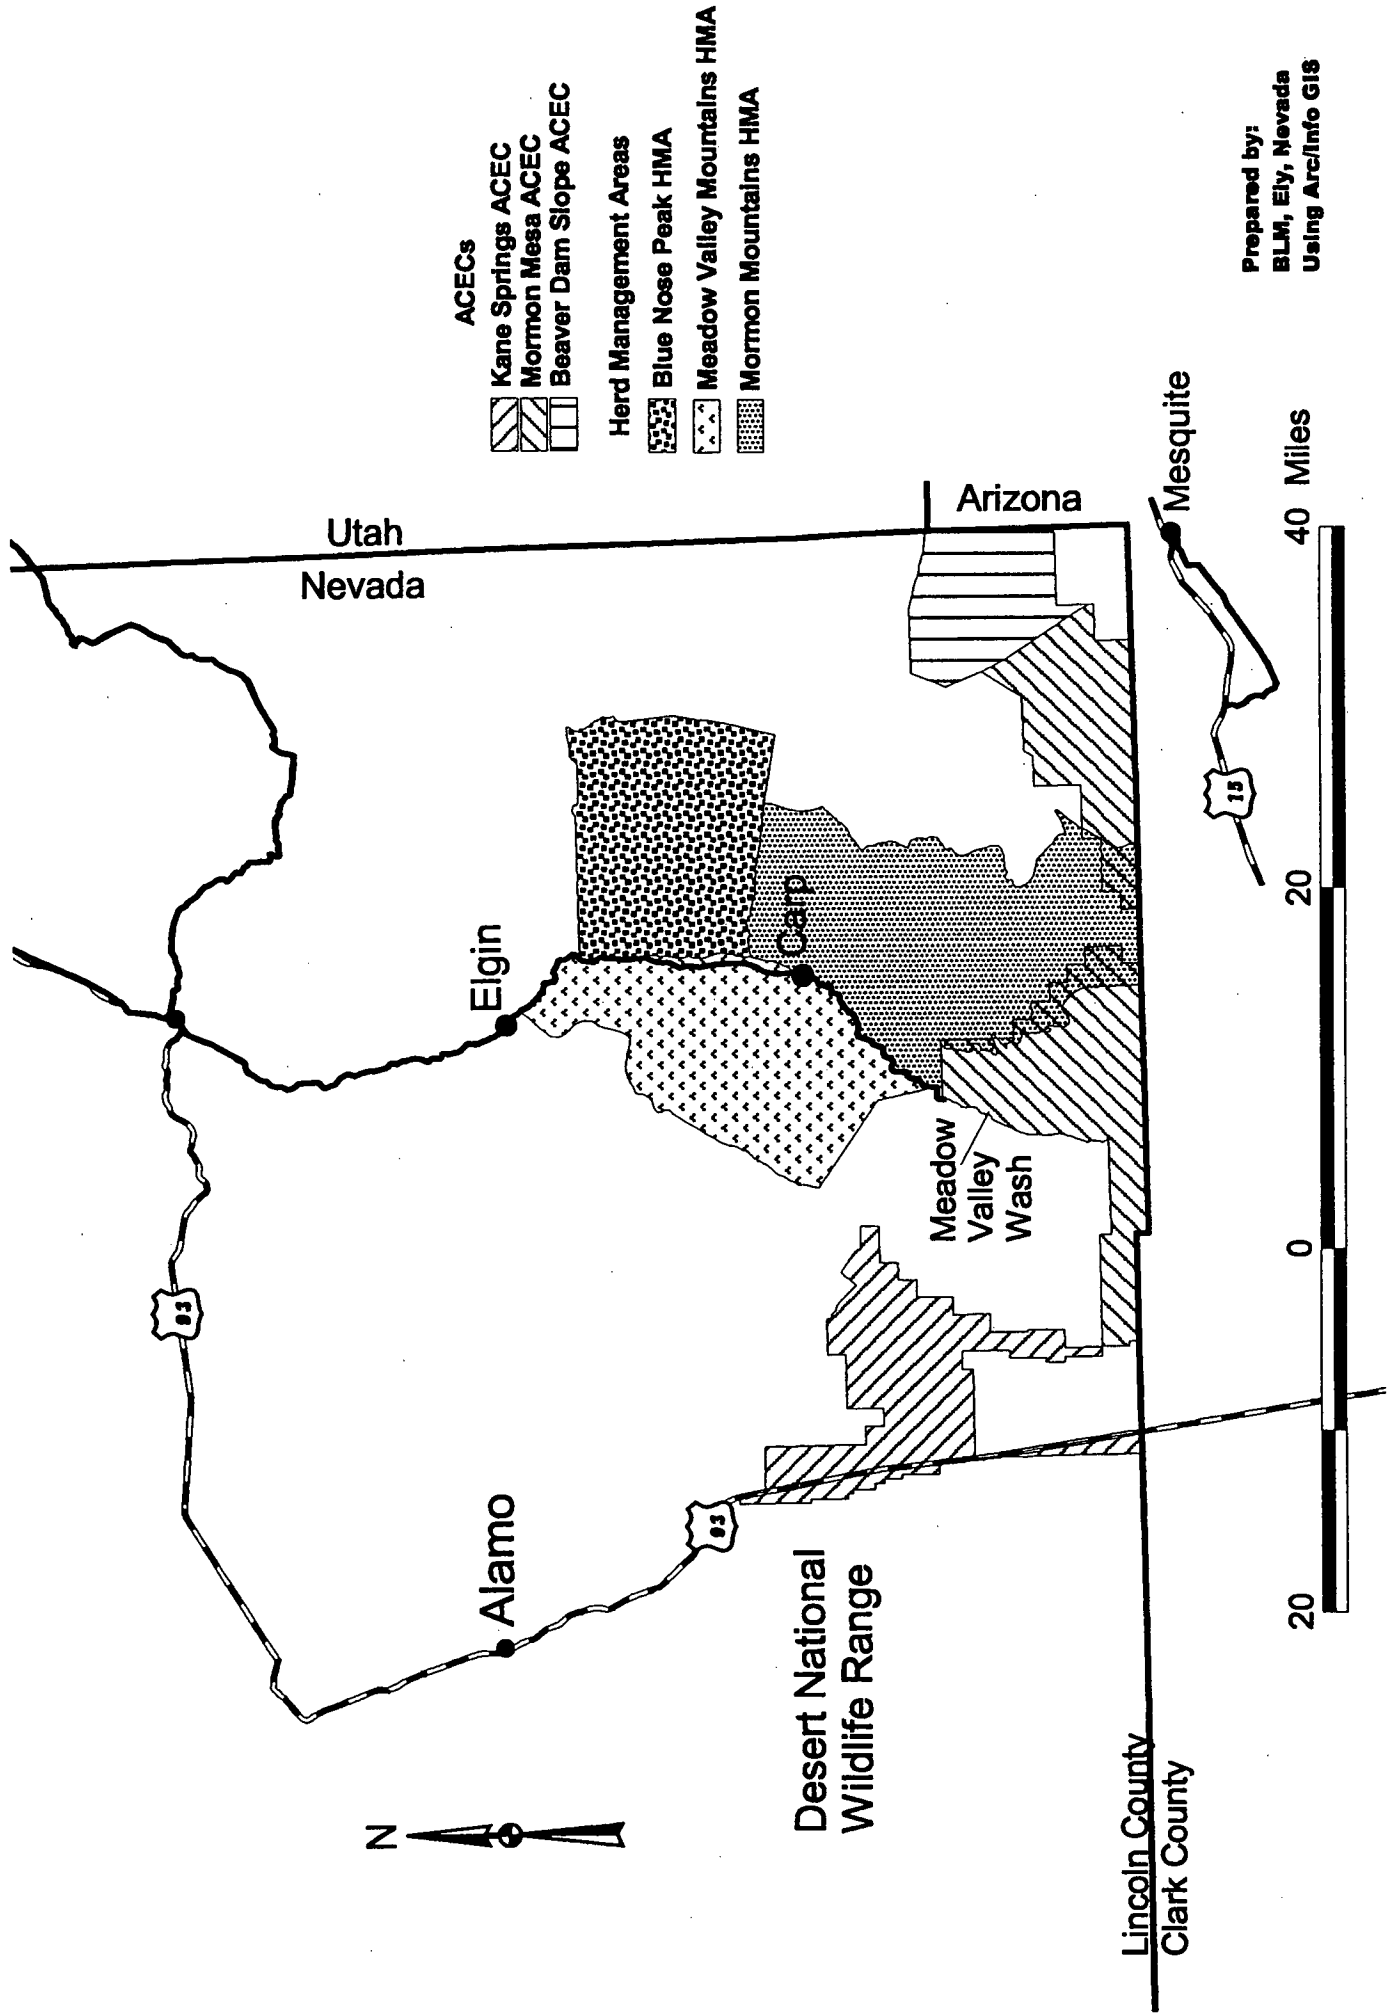 ACECs
Kane Springs ACEC
Mormon Mesa ACEC
Beaver Dam Slope ACEC
Herd Management Areas
Blue Nose Peak HMA
Meadow Valley Mountains HMA
Mormon Mountains HMA
Prepared by:
BLM, Ely, Nevada
Using Arc/Info GIS
Utah
Nevada
Arizona
Mesquite
15
Elgin
Carp
Meadow
Valley
Wash
93
Alamo
93
Desert National
Wildlife Range
N
Lincoln County
Clark County
20 0 20 40 Miles